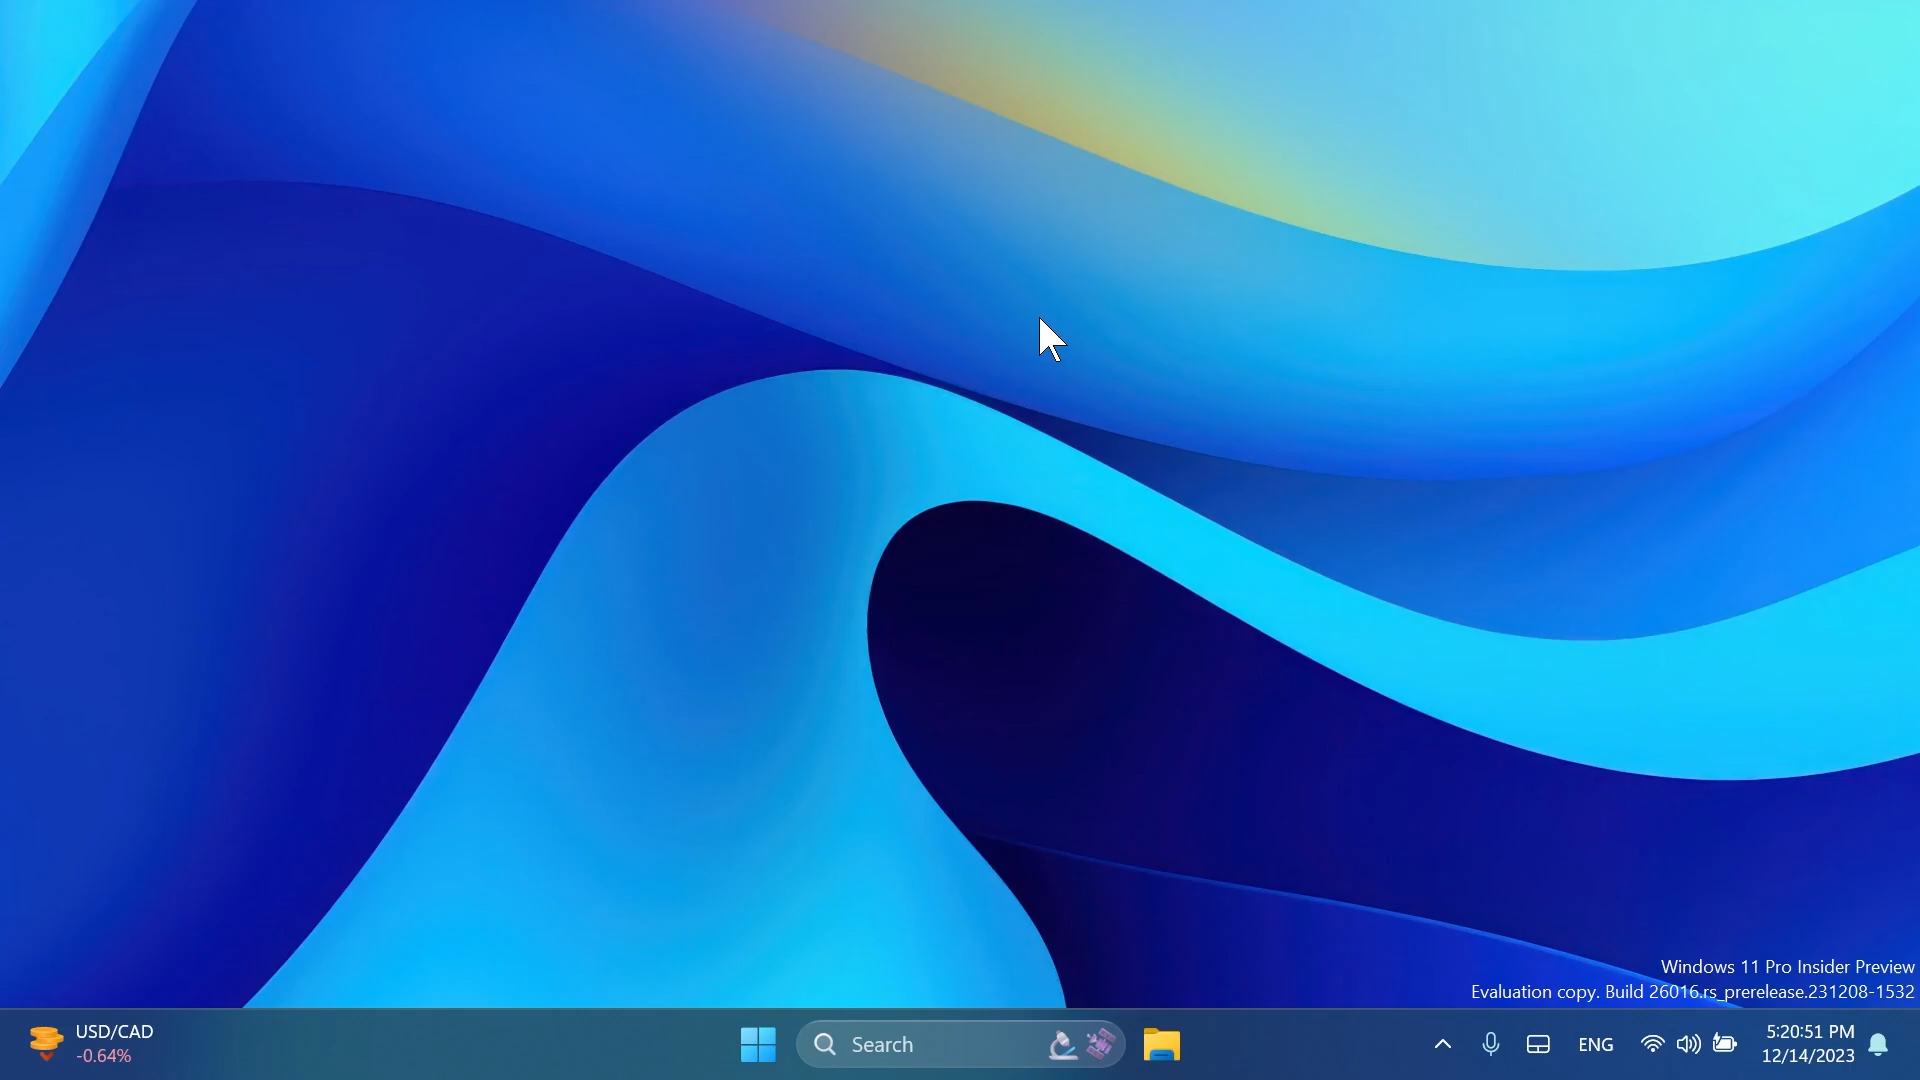 Windows 11 Pro Insider Preview
Evaluation copy. Build 26016.rs_prerelease.231208-1532
USD/CAD
-0.64%
Search
ENG
5:20:51 PM
12/14/2023